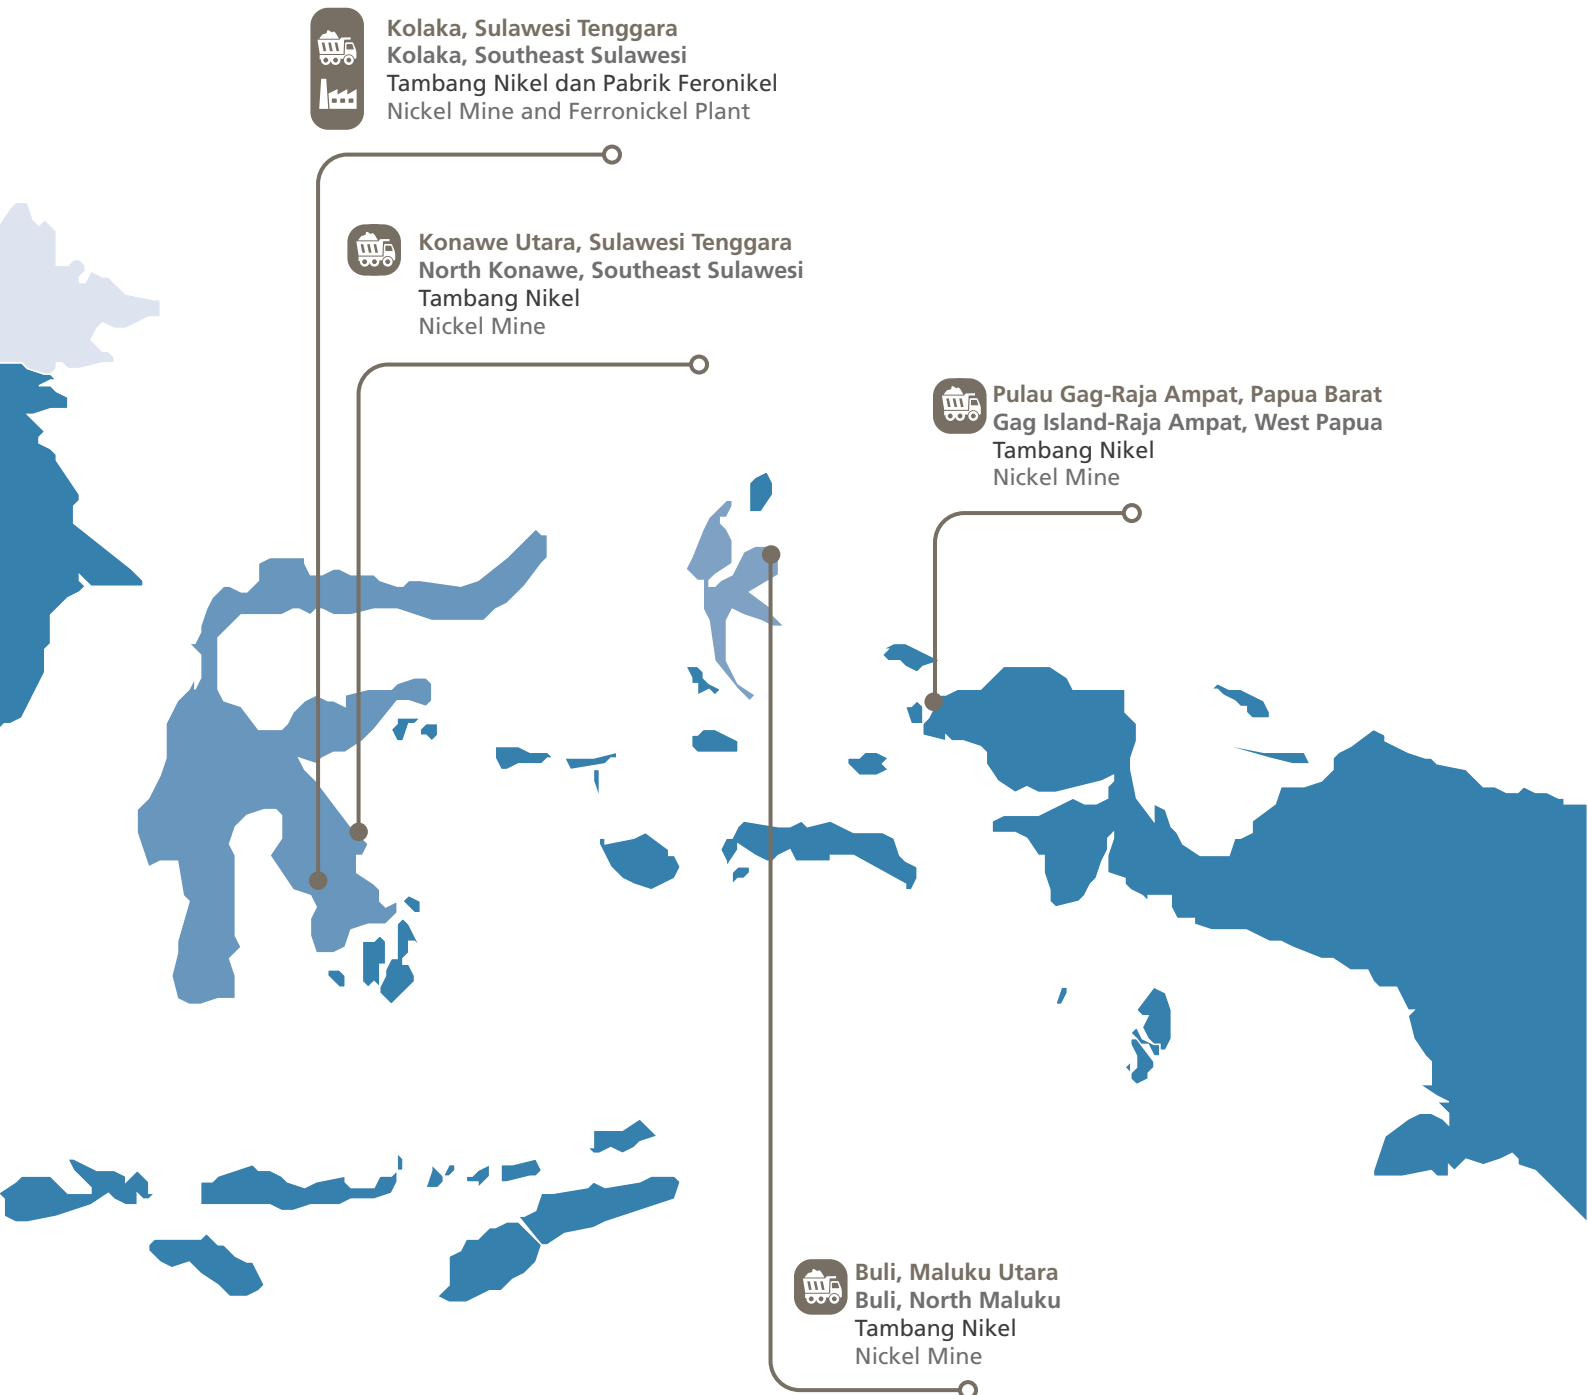 Kolaka, Sulawesi Tenggara
Kolaka, Southeast Sulawesi
Tambang Nikel dan Pabrik Feronikel
Nickel Mine and Ferronickel Plant
Konawe Utara, Sulawesi Tenggara
North Konawe, Southeast Sulawesi
Tambang Nikel
Nickel Mine
Pulau Gag-Raja Ampat, Papua Barat
Gag Island-Raja Ampat, West Papua
Tambang Nikel
Nickel Mine
Buli, Maluku Utara
Buli, North Maluku
Tambang Nikel
Nickel Mine